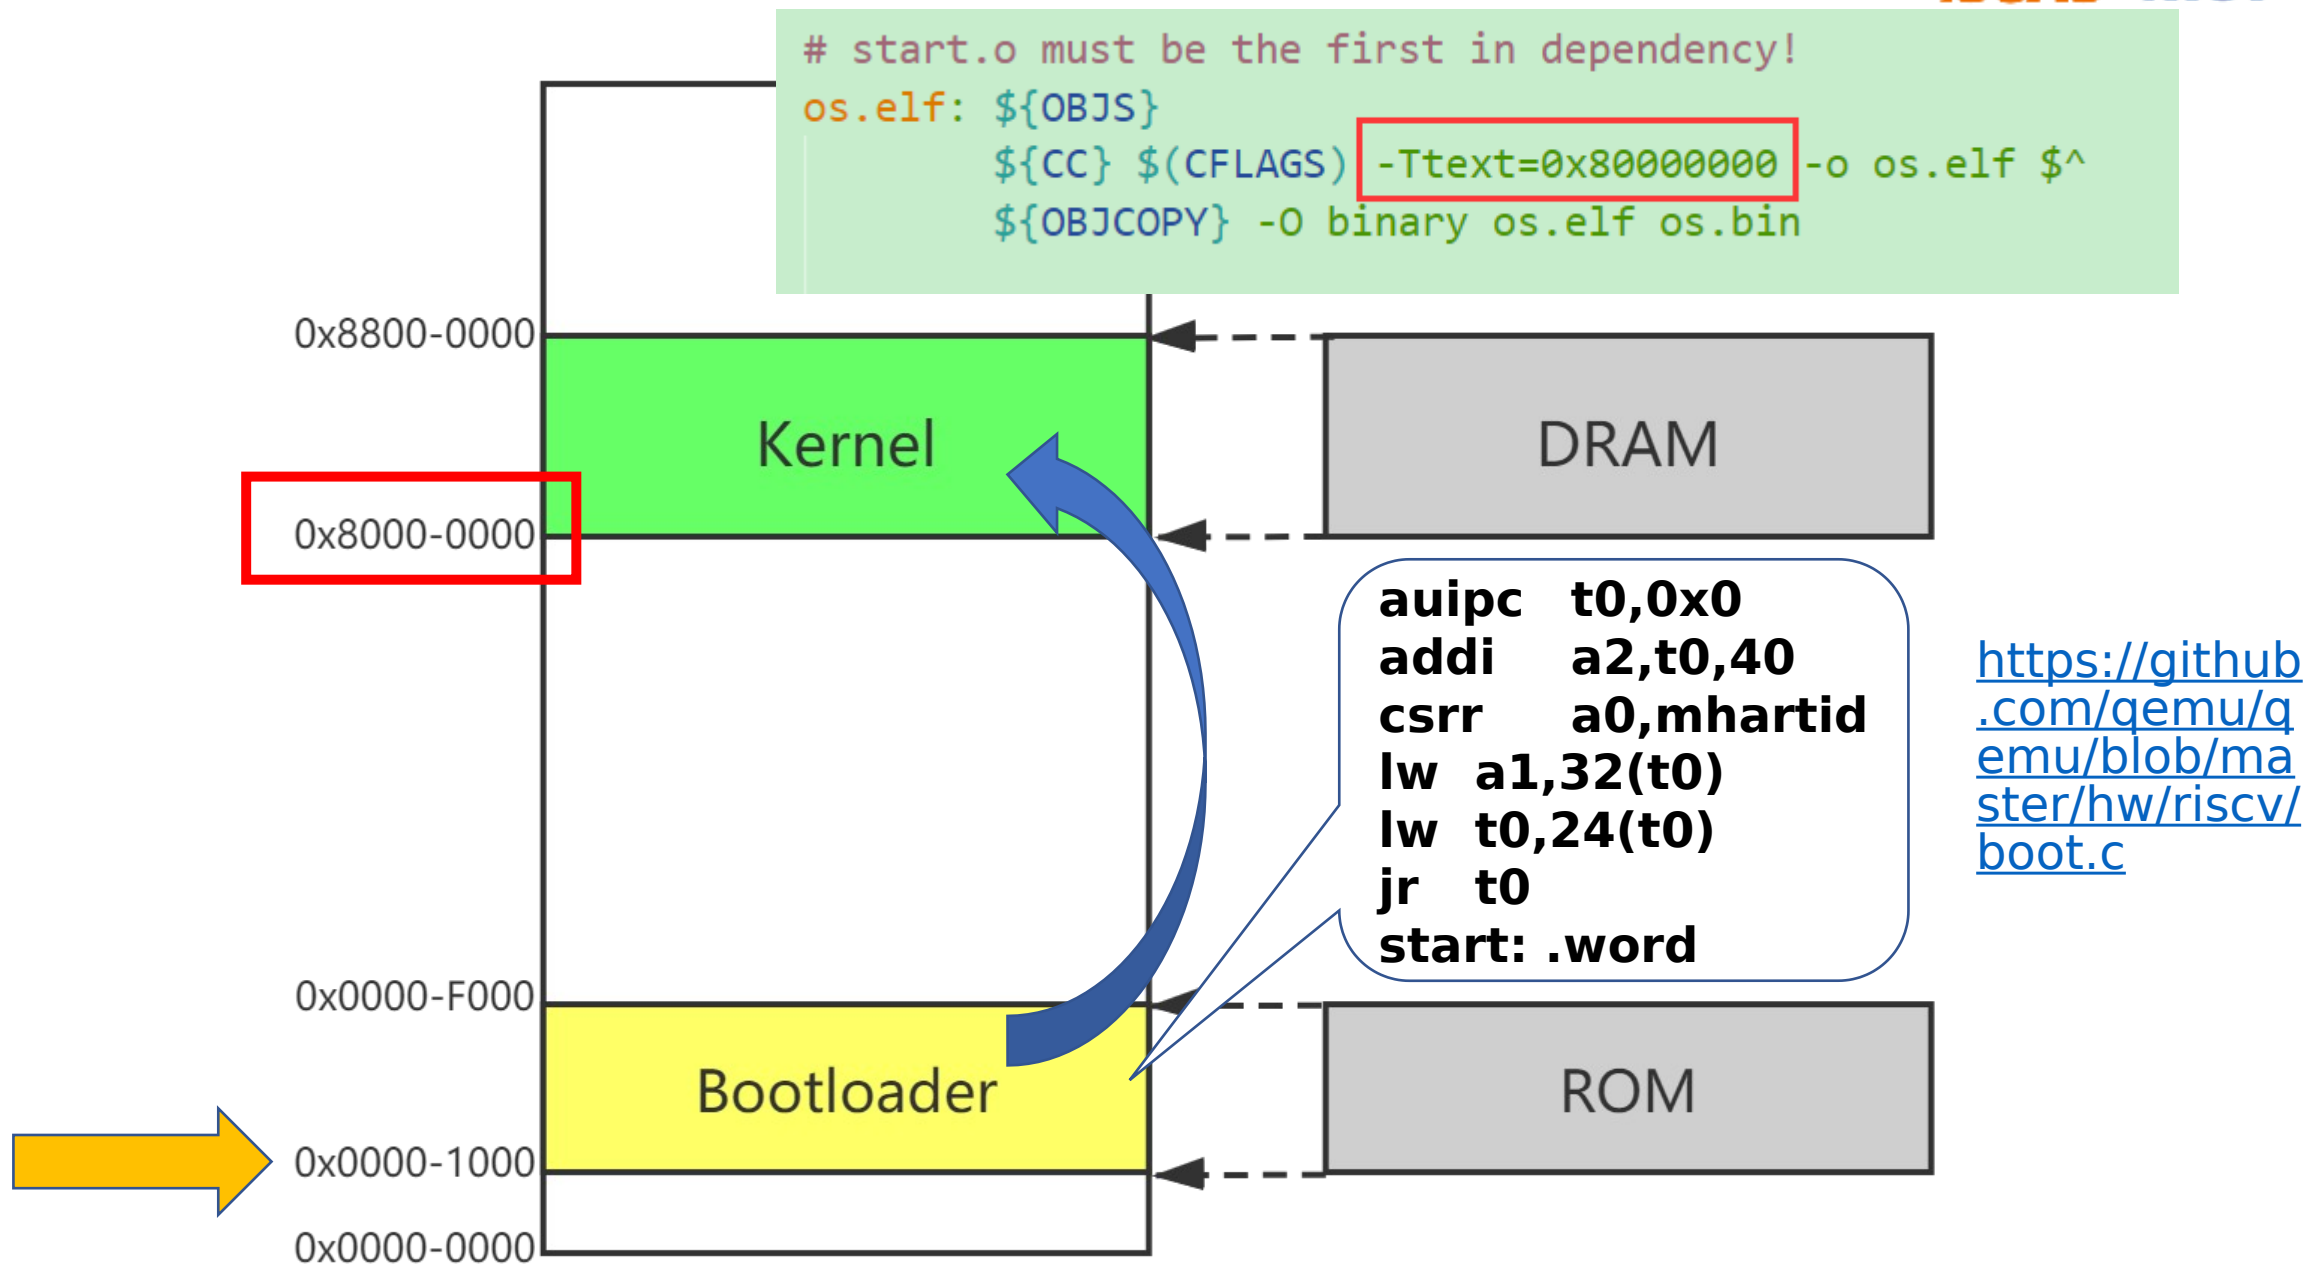 # start.o must be the first in dependency!
os.elf: ${OBJS}
${CC} $(CFLAGS) -Ttext=0x80000000 -o os.elf $^
${OBJCOPY} -O binary os.elf os.bin
0x8800-0000
Kernel
DRAM
0x8000-0000
auipc t0,0x0
addi a2,t0,40
csrr a0,mhartid
lw a1,32(t0)
lw t0,24(t0)
jr t0
start: .word
https://github
.com/qemu/q
emu/blob/ma
ster/hw/riscv/
boot.c
0x0000-F000
Bootloader
ROM
0x0000-1000
0x0000-0000